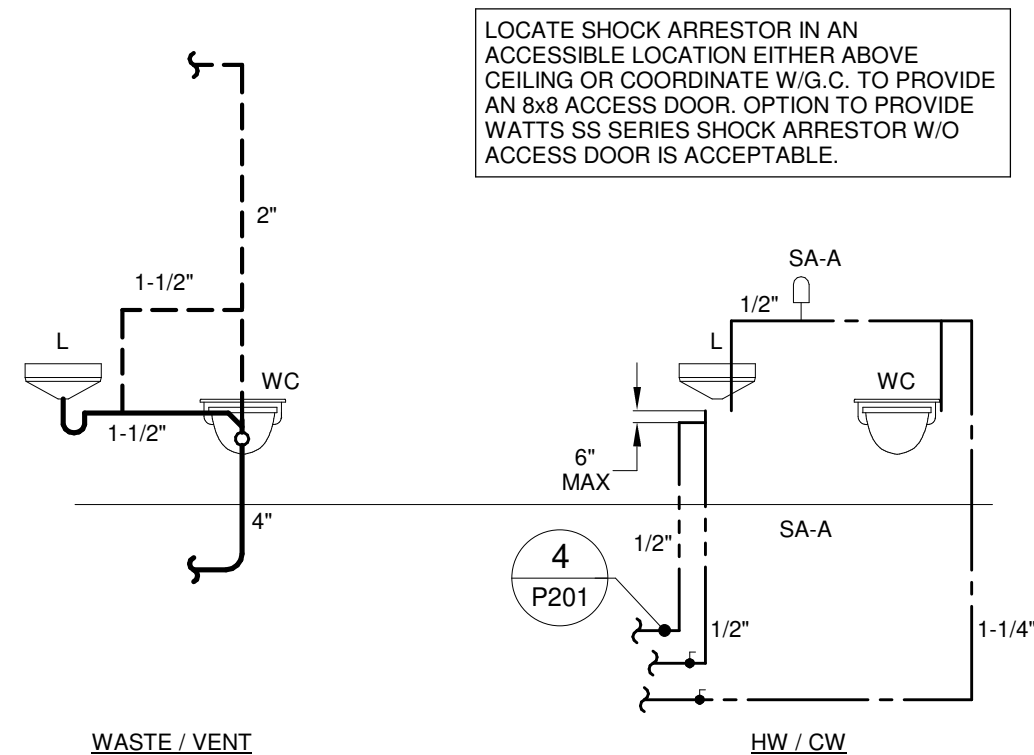 LOCATE SHOCK ARRESTOR IN AN
ACCESSIBLE LOCATION EITHER ABOVE
CEILING OR COORDINATE W/G.C. TO PROVIDE
AN 8x8 ACCESS DOOR. OPTION TO PROVIDE
WATTS SS SERIES SHOCK ARRESTOR W/O
ACCESS DOOR IS ACCEPTABLE.
2"
1-1/2"
L
WC
1-1/2"
4"
WASTE / VENT
SA-A
1/2"
L
WC
6"
MAX
SA-A
1/2"
4
P201
1/2"
1-1/4"
HW / CW